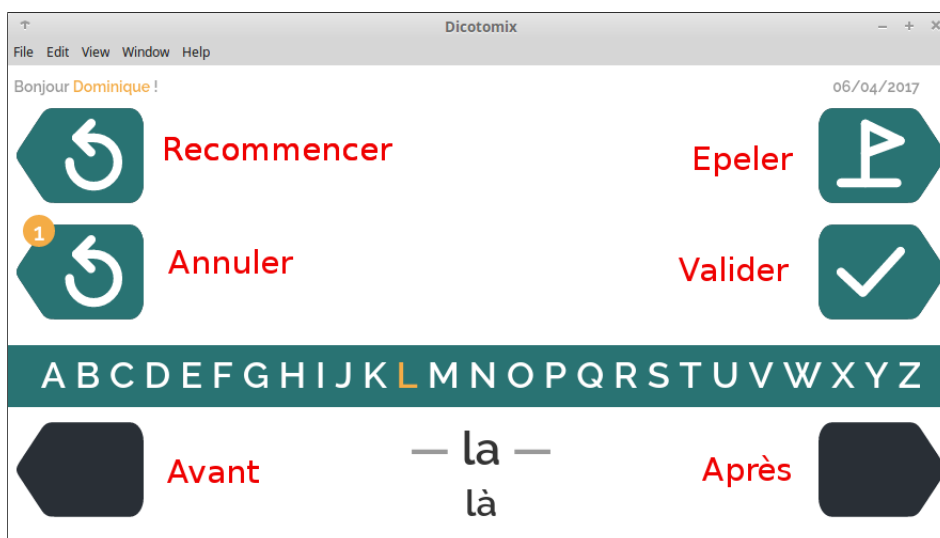 Dicotomix
File Edit View Window Help
Bonjour Dominique !
06/04/2017
Recommencer
Epeler
1
Annuler
Valider
A B C D E F G H I J K L M N O P Q R S T U V W X Y Z
Avant
— la —
Après
là